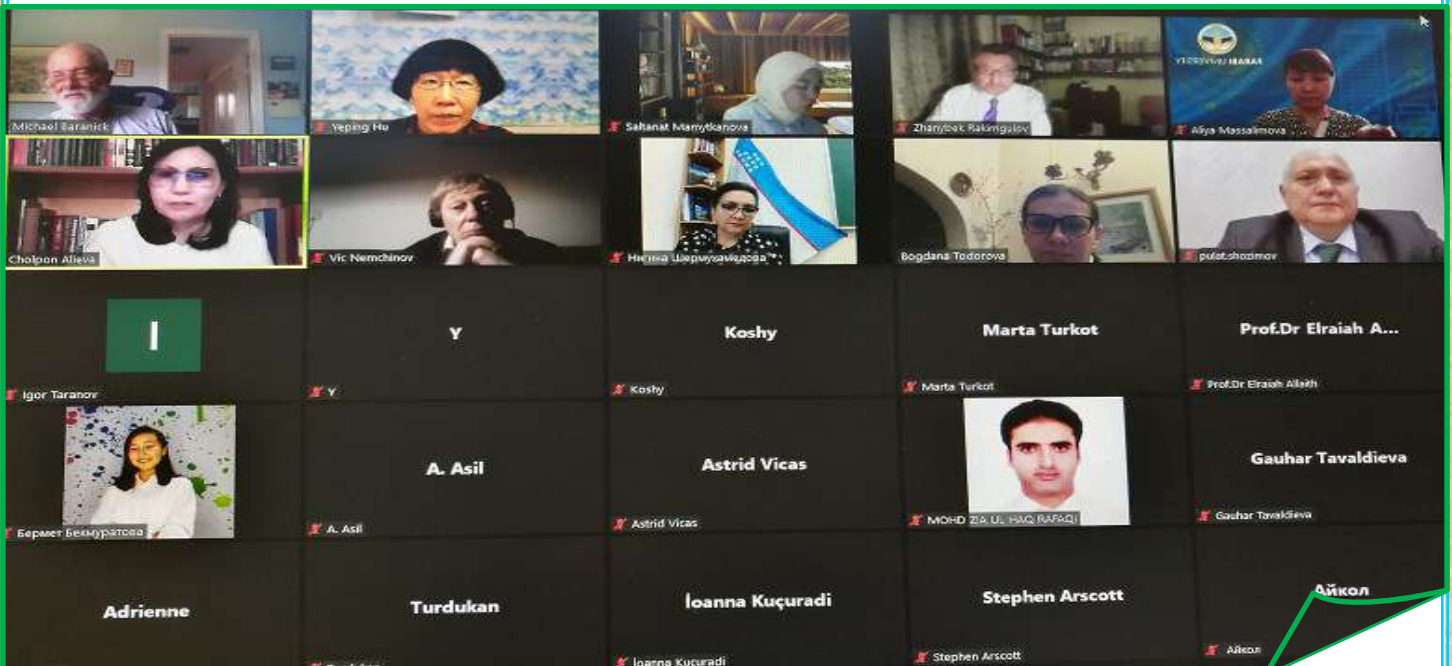 Michael Baranick
Yeping Hu
Saltanat Mamytkanova
Zhanybek Rakimgulov
Aliya Massalimova
Cholpon Alieva
Vic Nemchinov
Нигина Шермухамедова
Bogdana Todorova
pulat.shozimov
I
Y
Koshy
Marta Turkot
Prof.Dr Elraiah A...
Igor Taranov
Y
Koshy
Marta Turkot
Prof.Dr Elraiah Allaith
A. Asil
Astrid Vicas
Gauhar Tavaldieva
Бермет Бекмуратова
A. Asil
Astrid Vicas
MOHD ZIA UL HAQ RAFAQI
Gauhar Tavaldieva
Adrienne
Turdukan
İoanna Kuçuradi
Stephen Arscott
Айкол
İoanna Kuçuradi
Stephen Arscott
Айкол